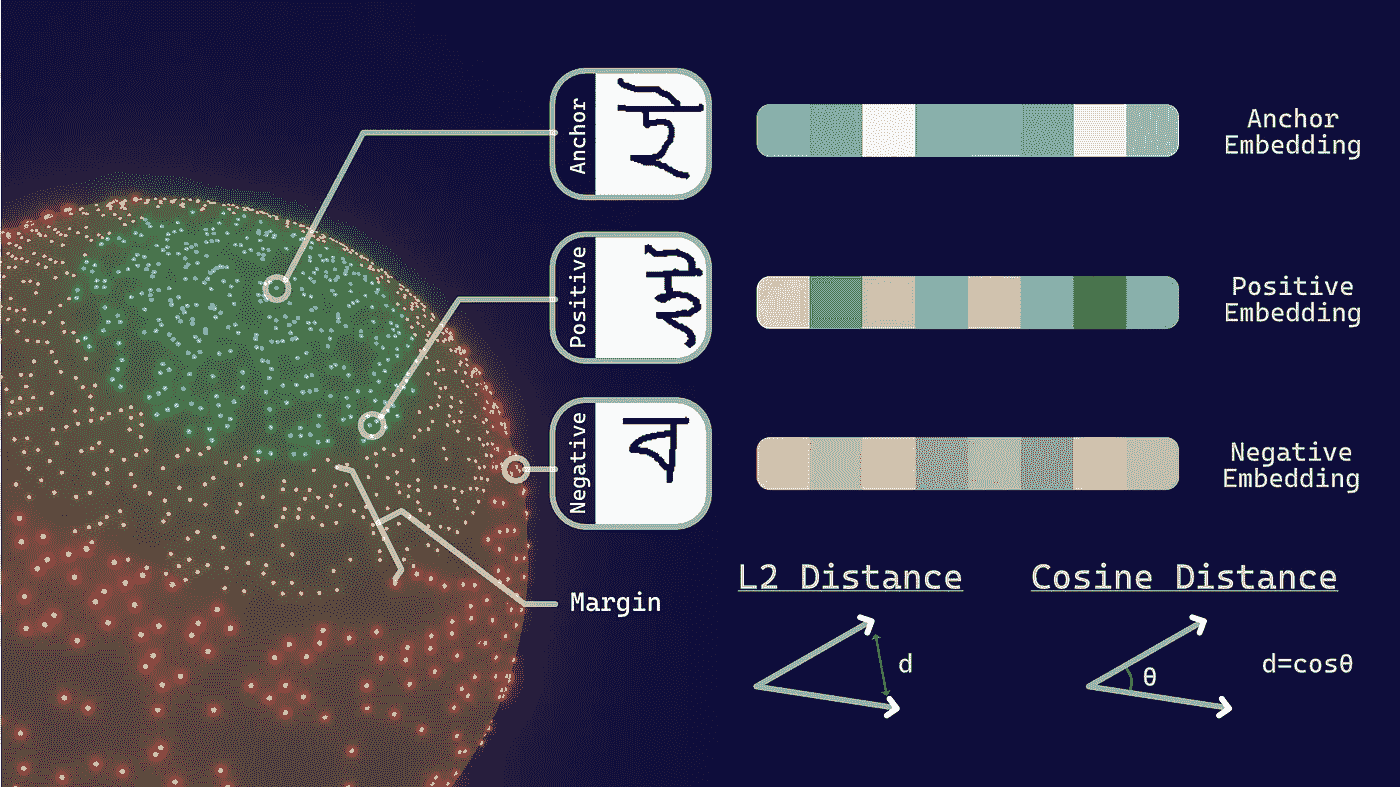 Anchor
ই
Anchor
Embedding
Positive
ই
Positive
Embedding
Negative
ব
Negative
Embedding
Margin
L2 Distance
d
Cosine Distance
θ
d=cosθ